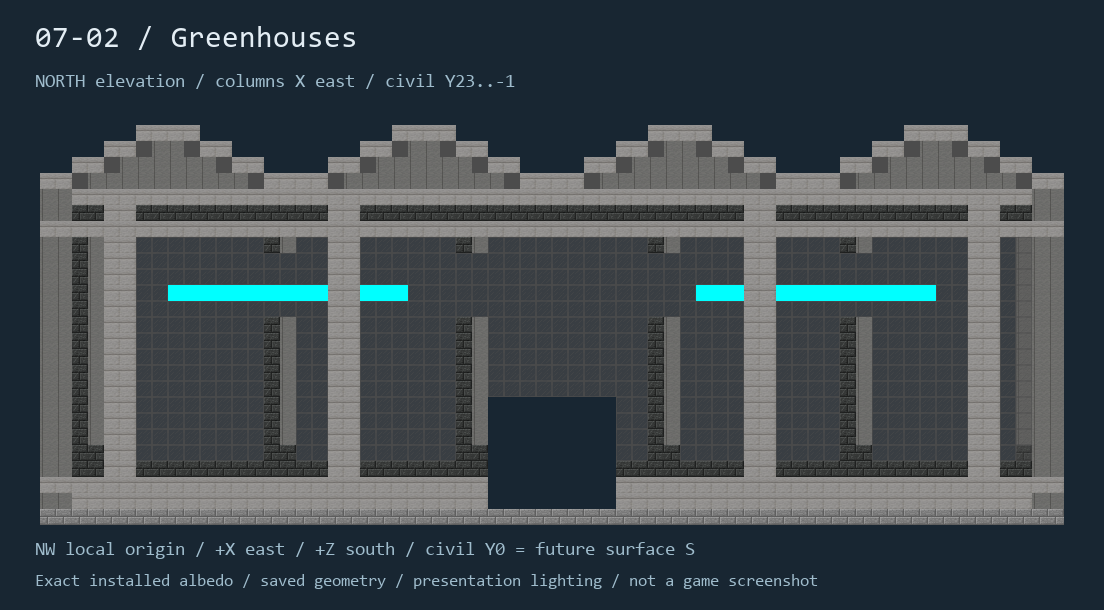 07-02 / Greenhouses
NORTH elevation / columns X east / civil Y23..-1
NW local origin / +X east / +Z south / civil Y0 = future surface S
Exact installed albedo / saved geometry / presentation lighting / not a game screenshot